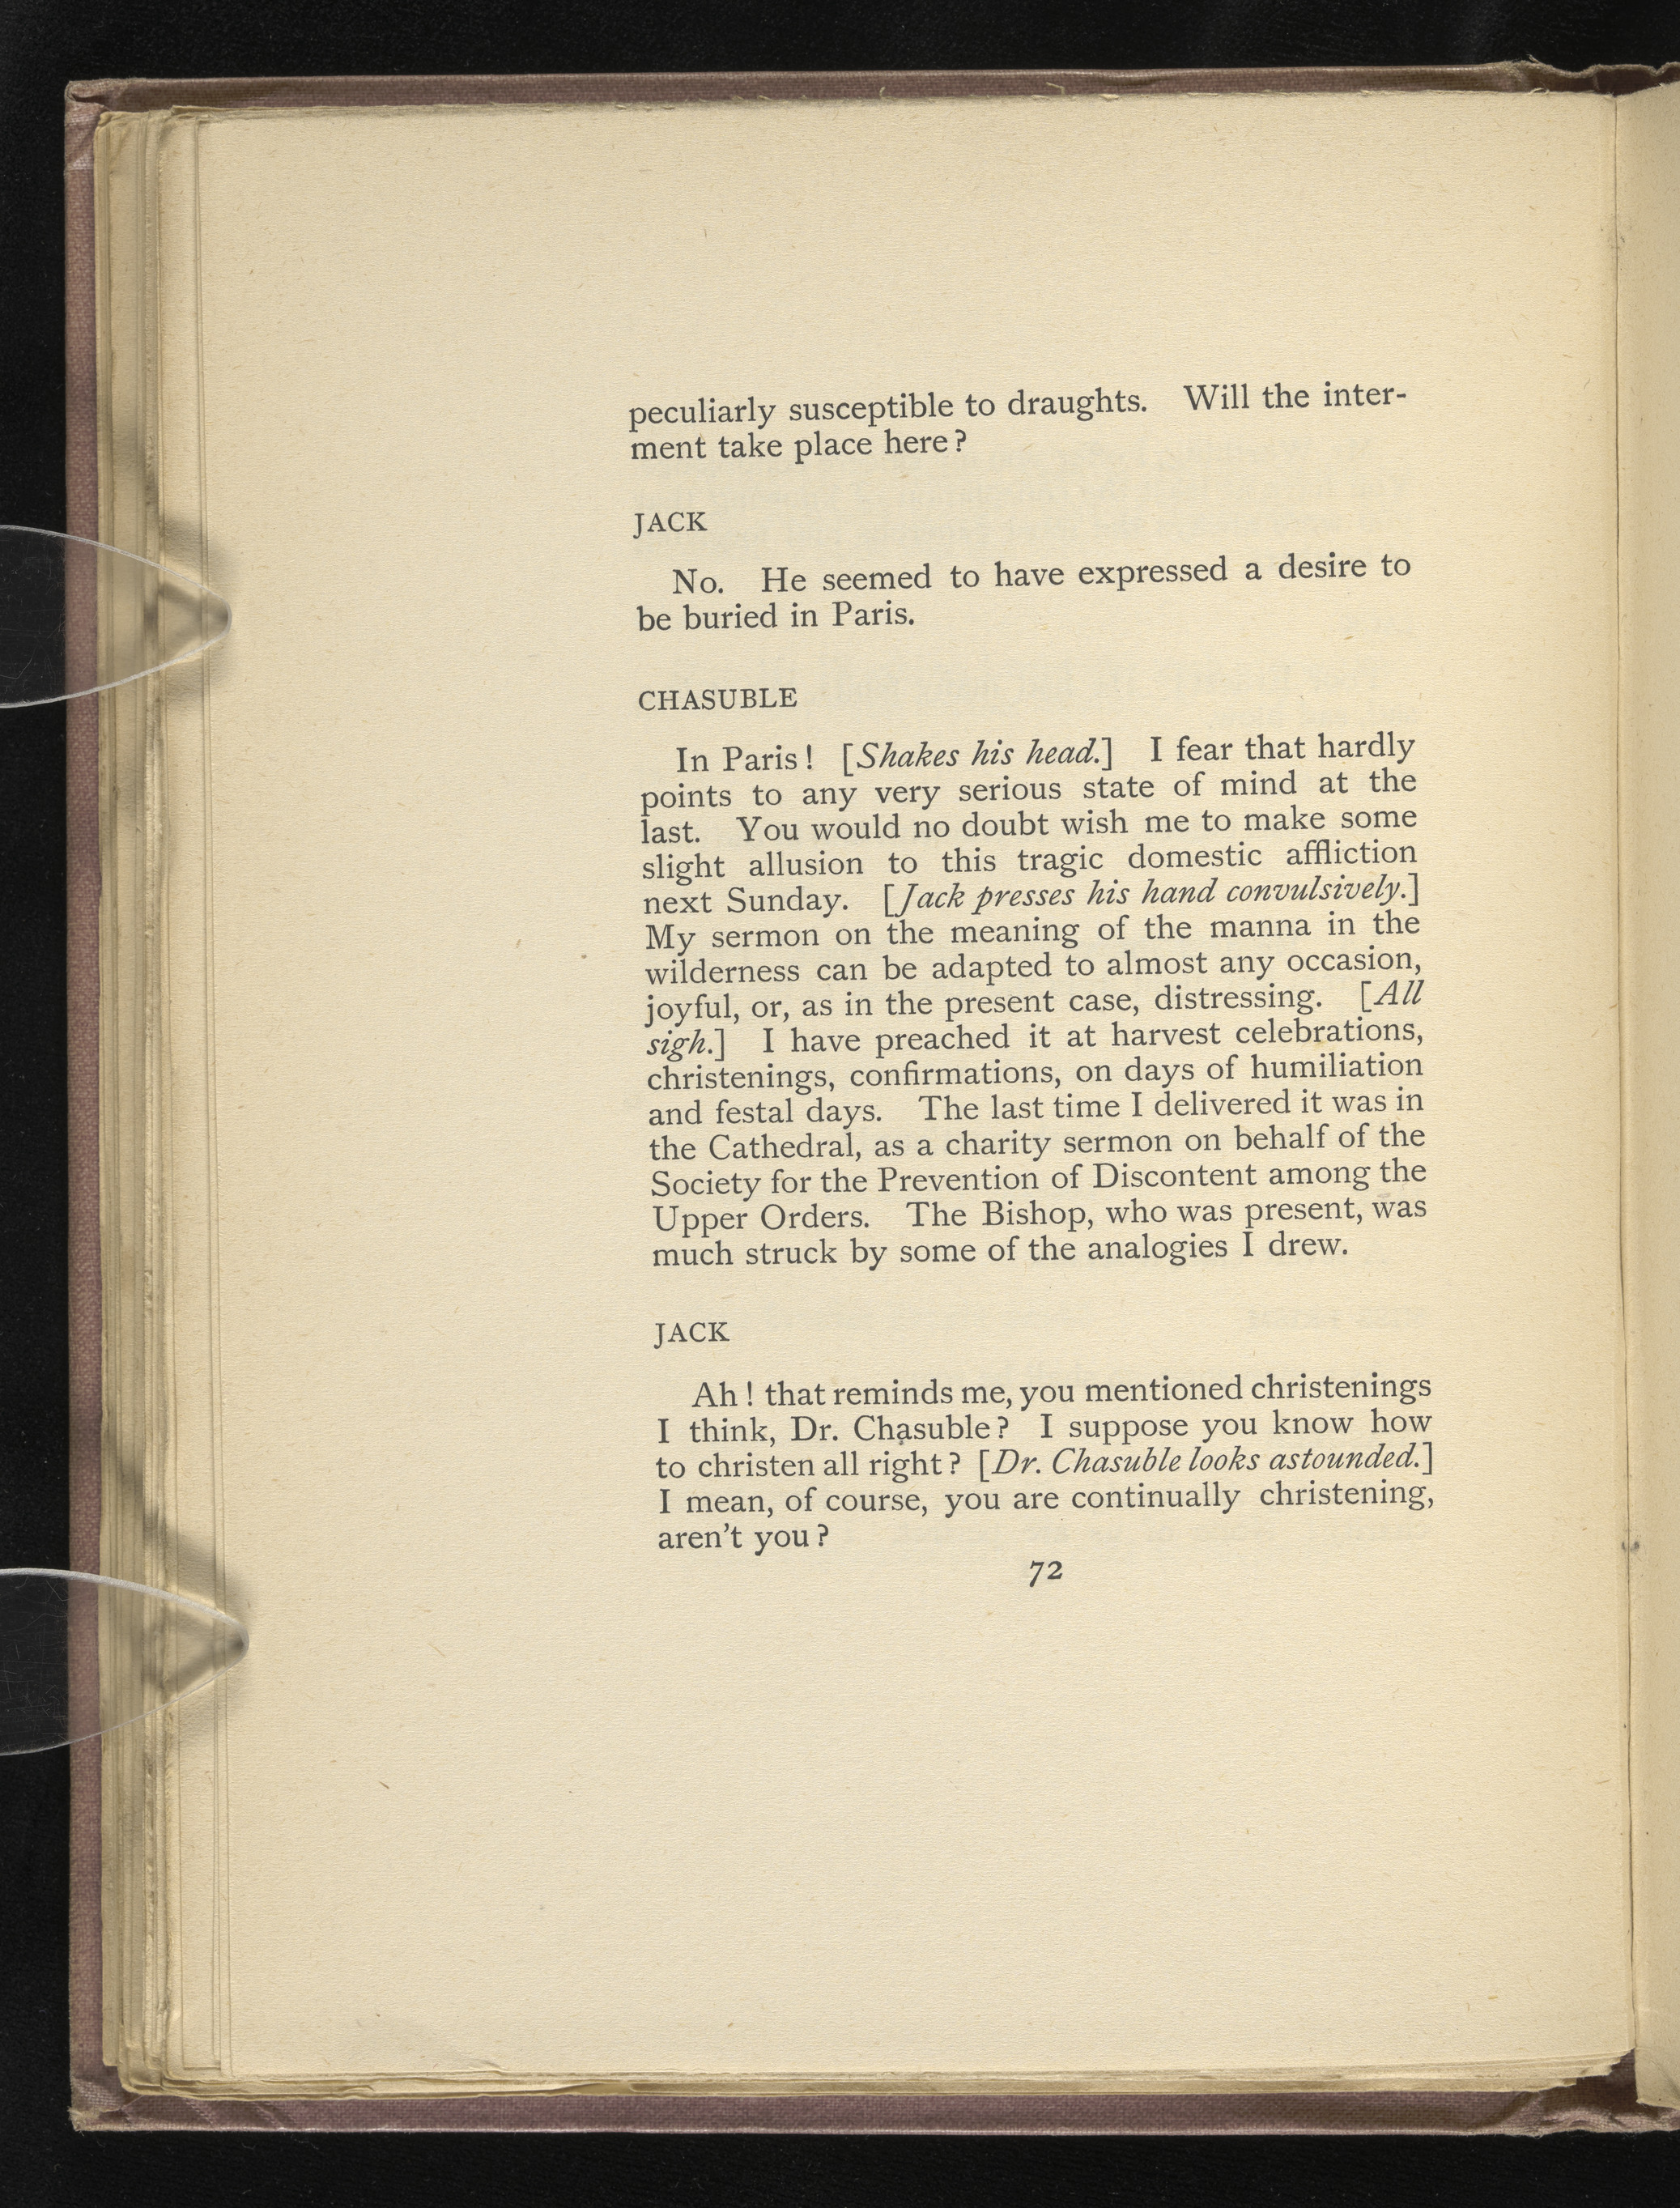 peculiarly susceptible to draughts. Will the inter-
ment take place here?
JACK
No. He seemed to have expressed a desire to
be buried in Paris.
CHASUBLE
In Paris! [Shakes his head.] I fear that hardly
points to any very serious state of mind at the
last. You would no doubt wish me to make some
slight allusion to this tragic domestic affliction
next Sunday. [Jack presses his hand convulsively.]
My sermon on the meaning of the manna in the
wilderness can be adapted to almost any occasion,
joyful, or, as in the present case, distressing. [All
sigh.] I have preached it at harvest celebrations,
christenings, confirmations, on days of humiliation
and festal days. The last time I delivered it was in
the Cathedral, as a charity sermon on behalf of the
Society for the Prevention of Discontent among the
Upper Orders. The Bishop, who was present, was
much struck by some of the analogies I drew.
JACK
Ah! that reminds me, you mentioned christenings
I think, Dr. Chasuble? I suppose you know how
to christen all right? [Dr. Chasuble looks astounded.]
I mean, of course, you are continually christening,
aren't you?
72